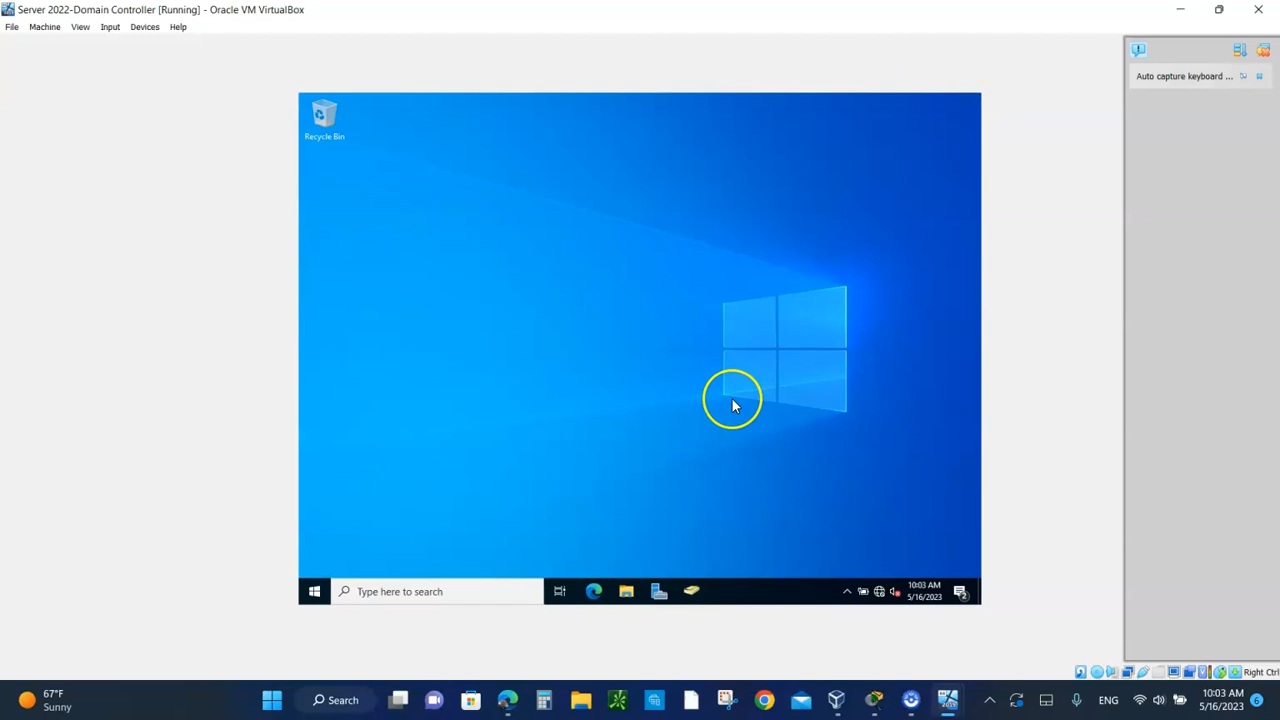 Server 2022-Domain Controller [Running] - Oracle VM VirtualBox
File Machine View Input Devices Help
Auto capture keyboard ...
Recycle Bin
Type here to search
10:03 AM
5/16/2023
2
Right Ctrl
67°F
Sunny
Search
ENG
10:03 AM
5/16/2023
6